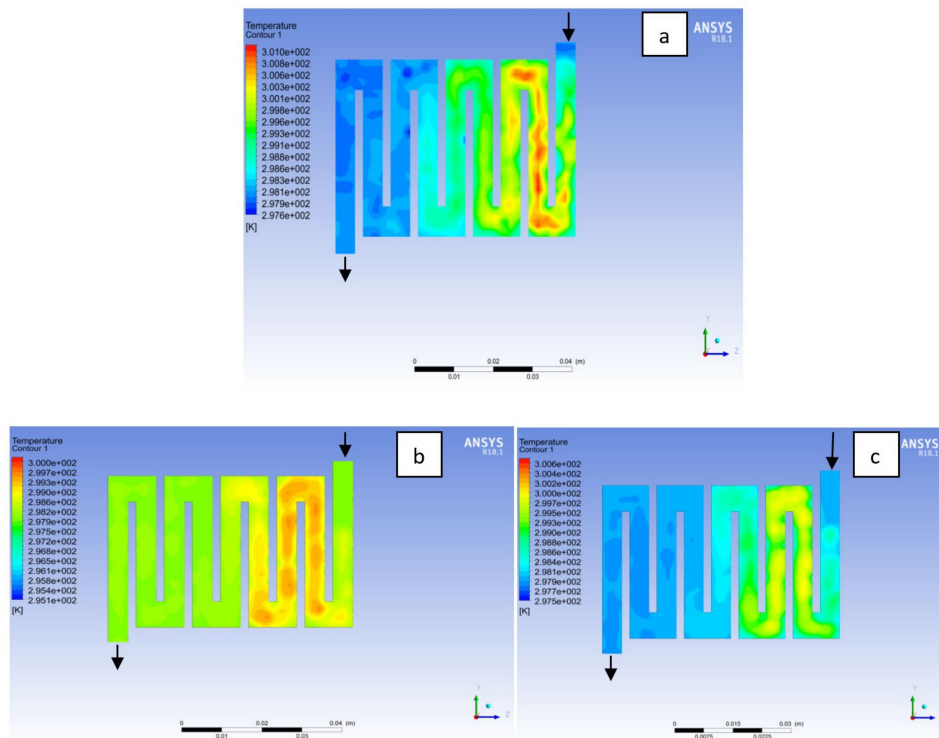 Temperature
Contour 1
3.010e+002
3.008e+002
3.006e+002
3.003e+002
3.001e+002
2.998e+002
2.996e+002
2.993e+002
2.991e+002
2.988e+002
2.986e+002
2.983e+002
2.981e+002
2.979e+002
2.976e+002
[K]
a
ANSYS
R18.1
0 0.02 0.04 (m)
0.01 0.03
Y
Z
Temperature
Contour 1
3.000e+002
2.997e+002
2.993e+002
2.990e+002
2.986e+002
2.982e+002
2.979e+002
2.975e+002
2.972e+002
2.968e+002
2.965e+002
2.961e+002
2.958e+002
2.954e+002
2.951e+002
[K]
b
ANSYS
R18.1
0 0.02 0.04 (m)
0.01 0.03
Y
Z
Temperature
Contour 1
3.006e+002
3.004e+002
3.002e+002
3.000e+002
2.997e+002
2.995e+002
2.993e+002
2.990e+002
2.988e+002
2.986e+002
2.984e+002
2.981e+002
2.979e+002
2.977e+002
2.975e+002
[K]
c
ANSYS
R18.1
0 0.015 0.03 (m)
0.0075 0.0225
Y
Z